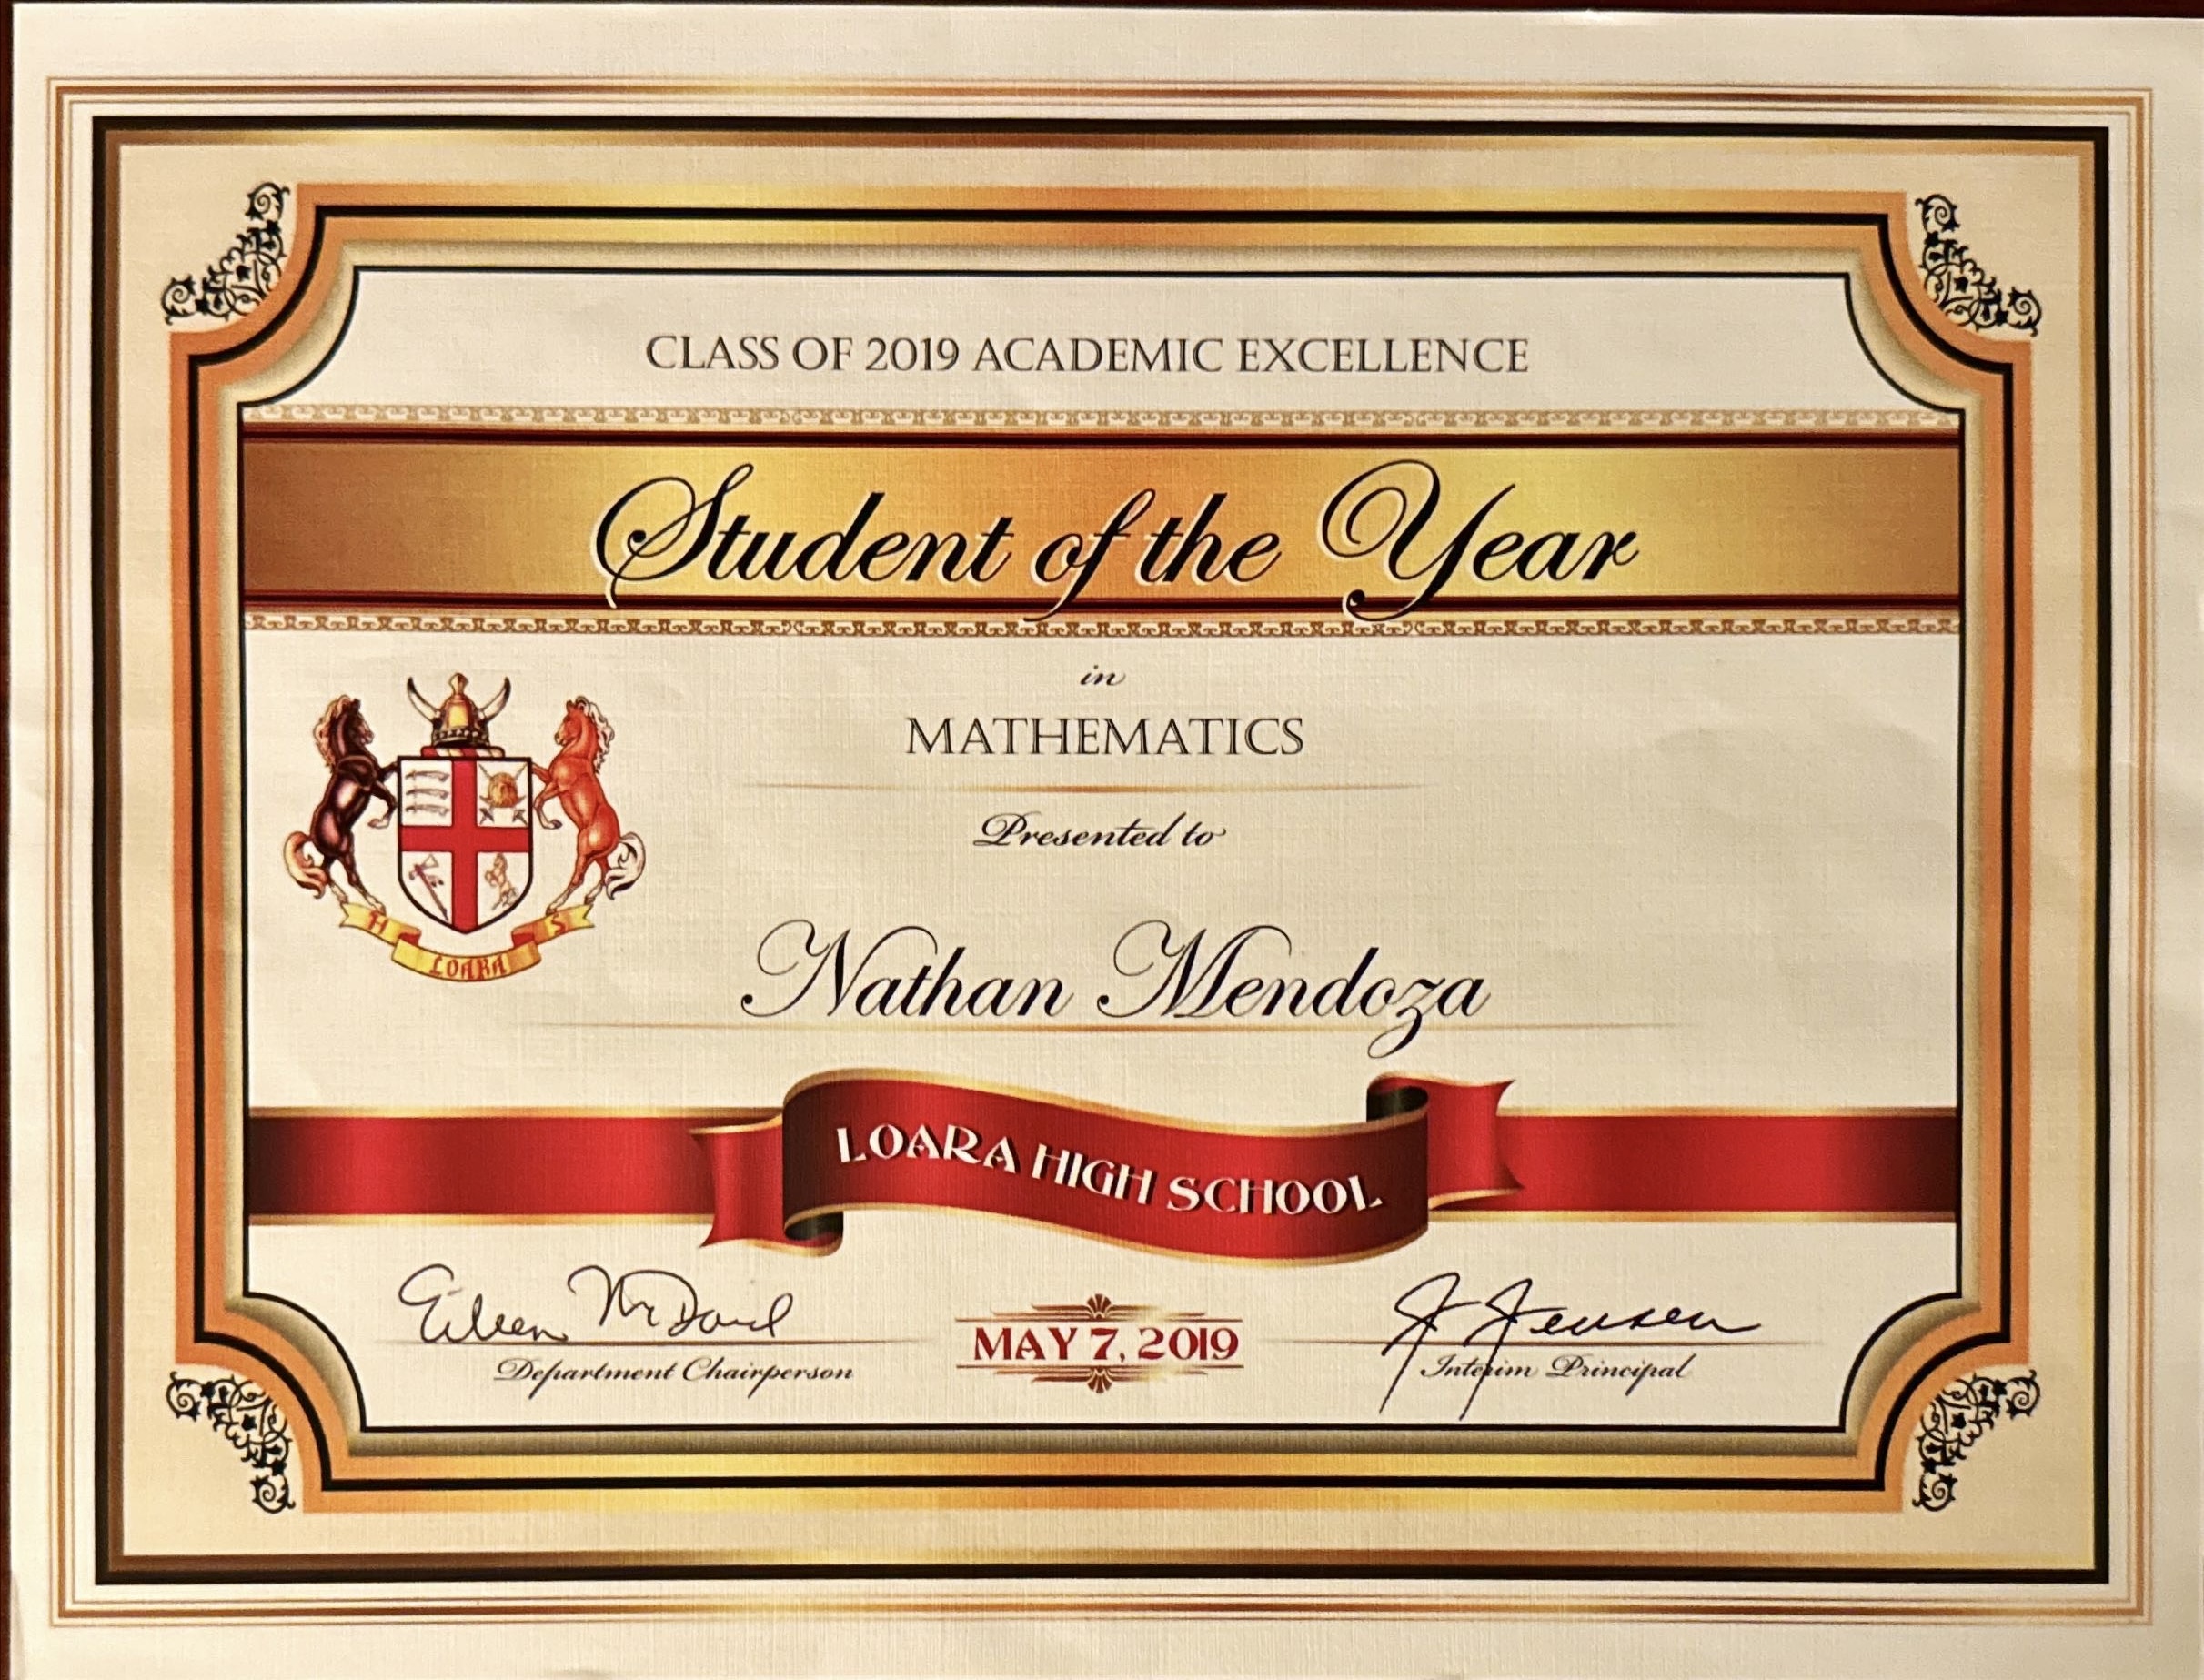 CLASS OF 2019 ACADEMIC EXCELLENCE
Student of the Year
in
MATHEMATICS
Presented to
H LOARA S
Nathan Mendoza
LOARA HIGH SCHOOL
Eileen
J Jensen
MAY 7, 2019
Department Chairperson
Interim Principal